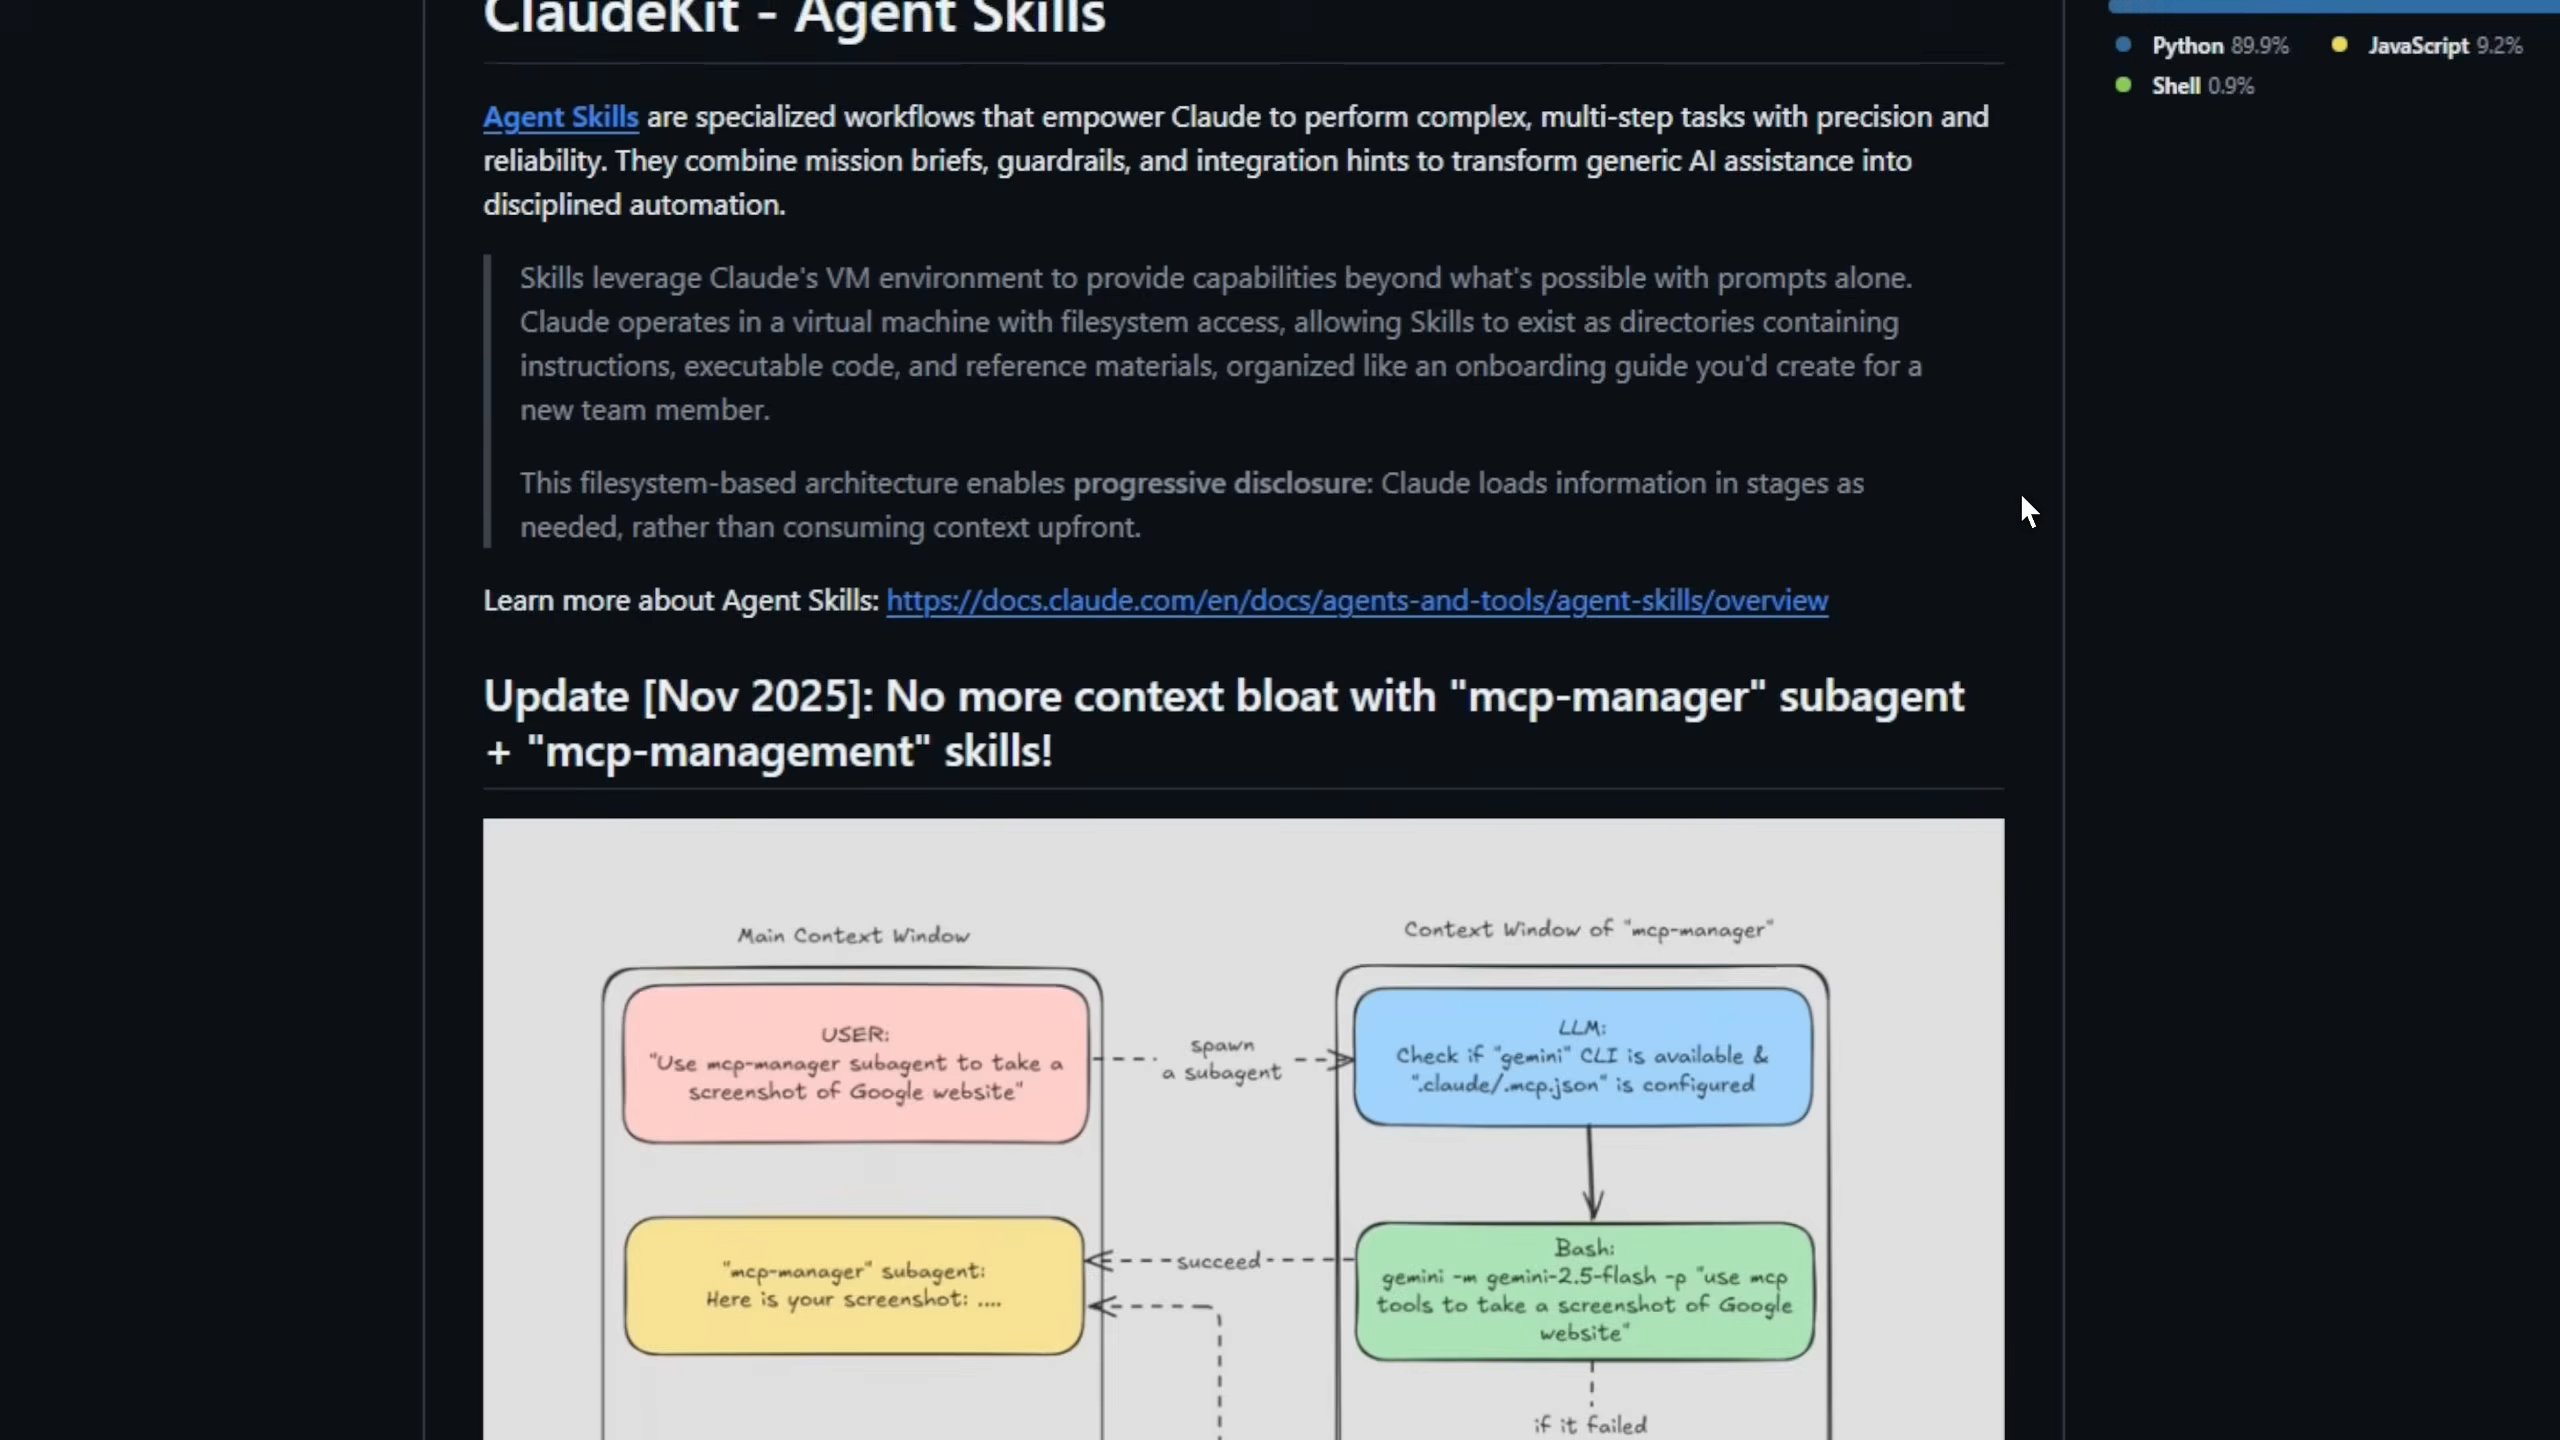 ClaudeKit - Agent Skills
Python 89.9% JavaScript 9.2%
Shell 0.9%
Agent Skills are specialized workflows that empower Claude to perform complex, multi-step tasks with precision and
reliability. They combine mission briefs, guardrails, and integration hints to transform generic AI assistance into
disciplined automation.
Skills leverage Claude's VM environment to provide capabilities beyond what's possible with prompts alone.
Claude operates in a virtual machine with filesystem access, allowing Skills to exist as directories containing
instructions, executable code, and reference materials, organized like an onboarding guide you'd create for a
new team member.
This filesystem-based architecture enables progressive disclosure: Claude loads information in stages as
needed, rather than consuming context upfront.
Learn more about Agent Skills: https://docs.claude.com/en/docs/agents-and-tools/agent-skills/overview
Update [Nov 2025]: No more context bloat with "mcp-manager" subagent
+ "mcp-management" skills!
Main Context Window
Context Window of "mcp-manager"
USER:
"Use mcp-manager subagent to take a
screenshot of Google website"
spawn
a subagent
LLM:
Check if "gemini" CLI is available &
".claude/.mcp.json" is configured
"mcp-manager" subagent:
Here is your screenshot: ....
succeed
Bash:
gemini -m gemini-2.5-flash -p "use mcp
tools to take a screenshot of Google
website"
if it failed